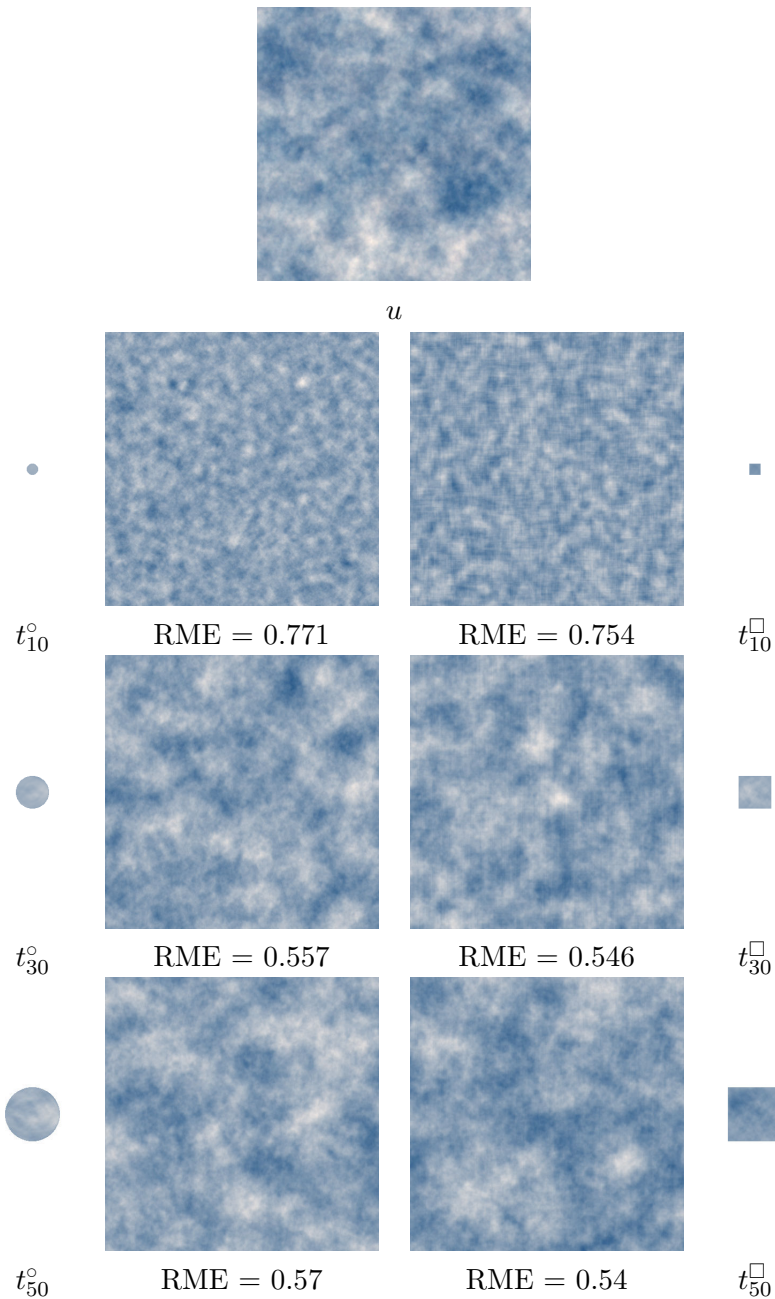 u
t°₁₀ RME = 0.771 RME = 0.754 t□₁₀
t°₃₀ RME = 0.557 RME = 0.546 t□₃₀
t°₅₀ RME = 0.57 RME = 0.54 t□₅₀